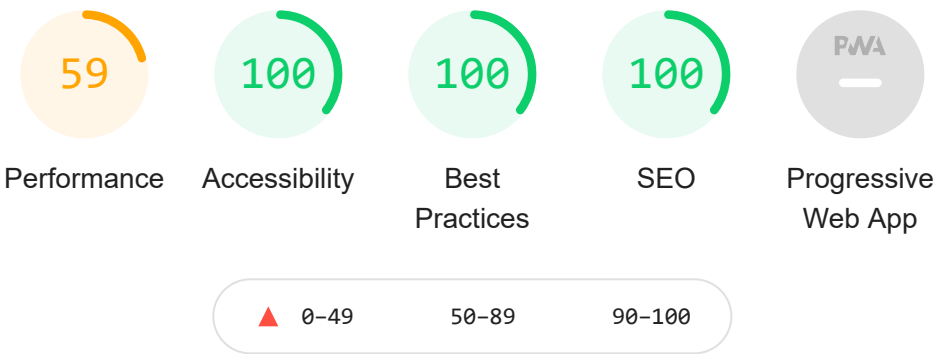 59
100
100
100
PWA
Performance
Accessibility
Best
Practices
SEO
Progressive
Web App
0–49
50–89
90–100